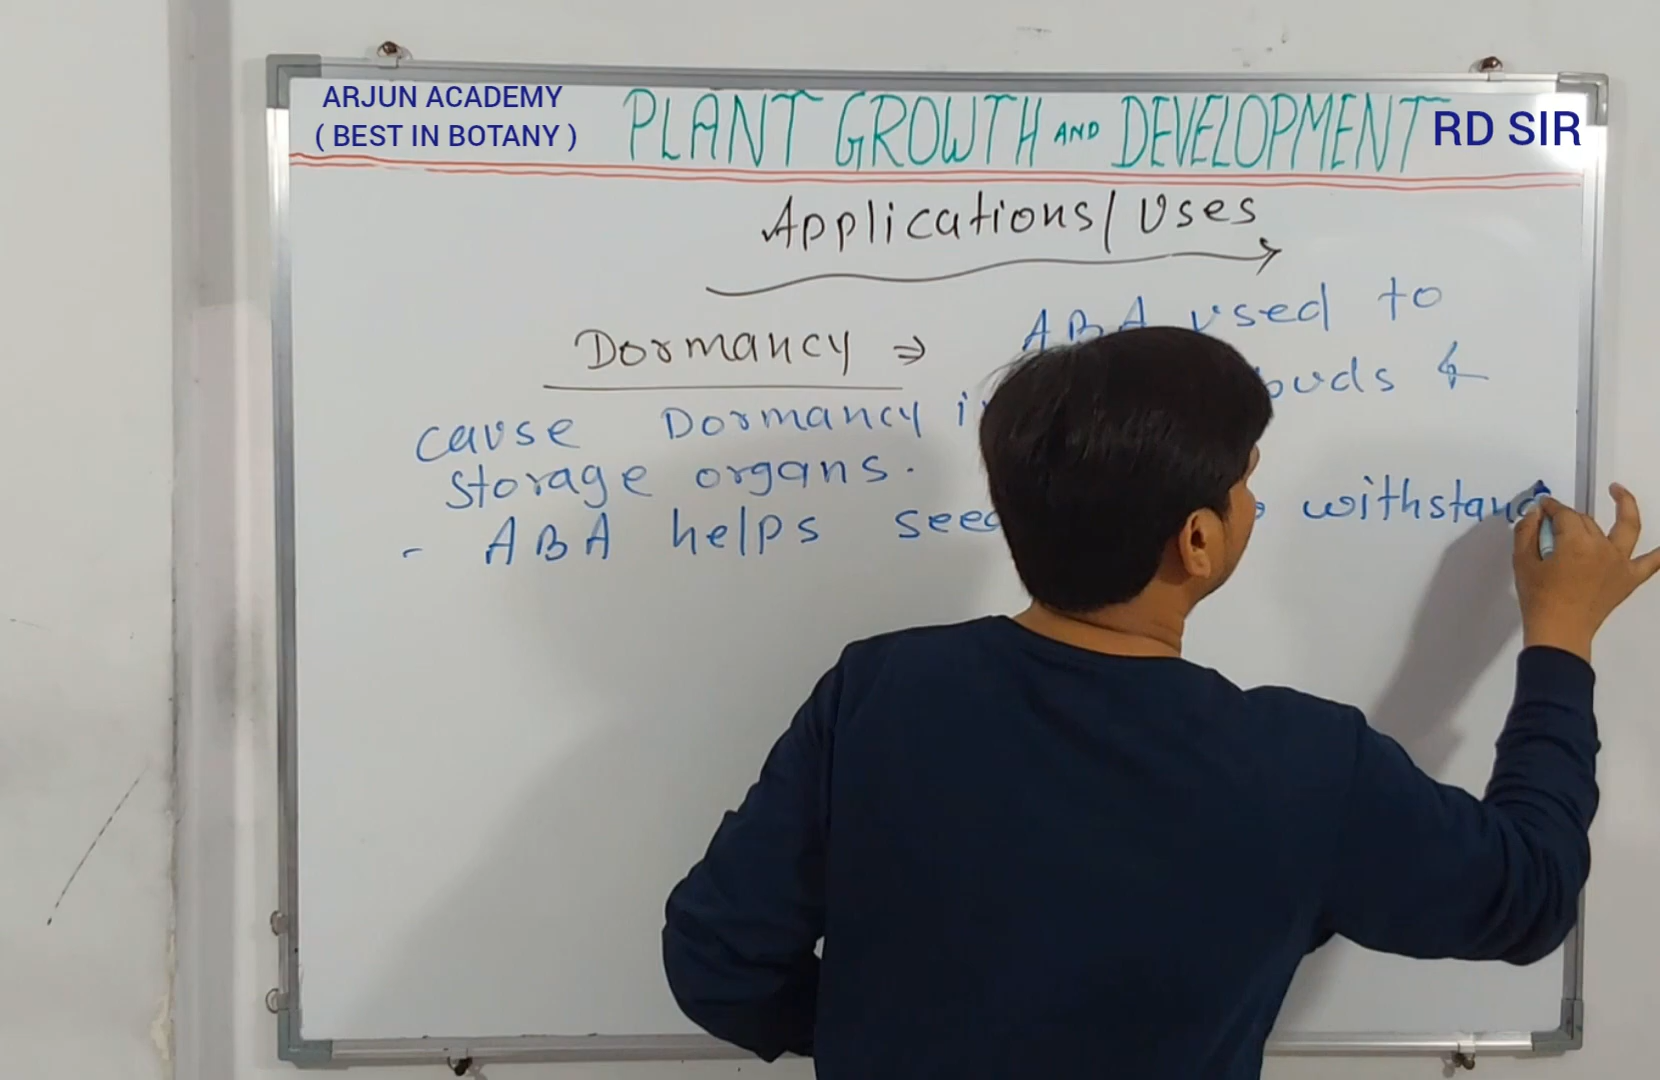 ARJUN ACADEMY
( BEST IN BOTANY )
PLANT GROWTH AND DEVELOPMENT
RD SIR
Applications/Uses
Dormancy ⇒ ABA used to
cause Dormancy buds &
storage organs.
- ABA helps withstand